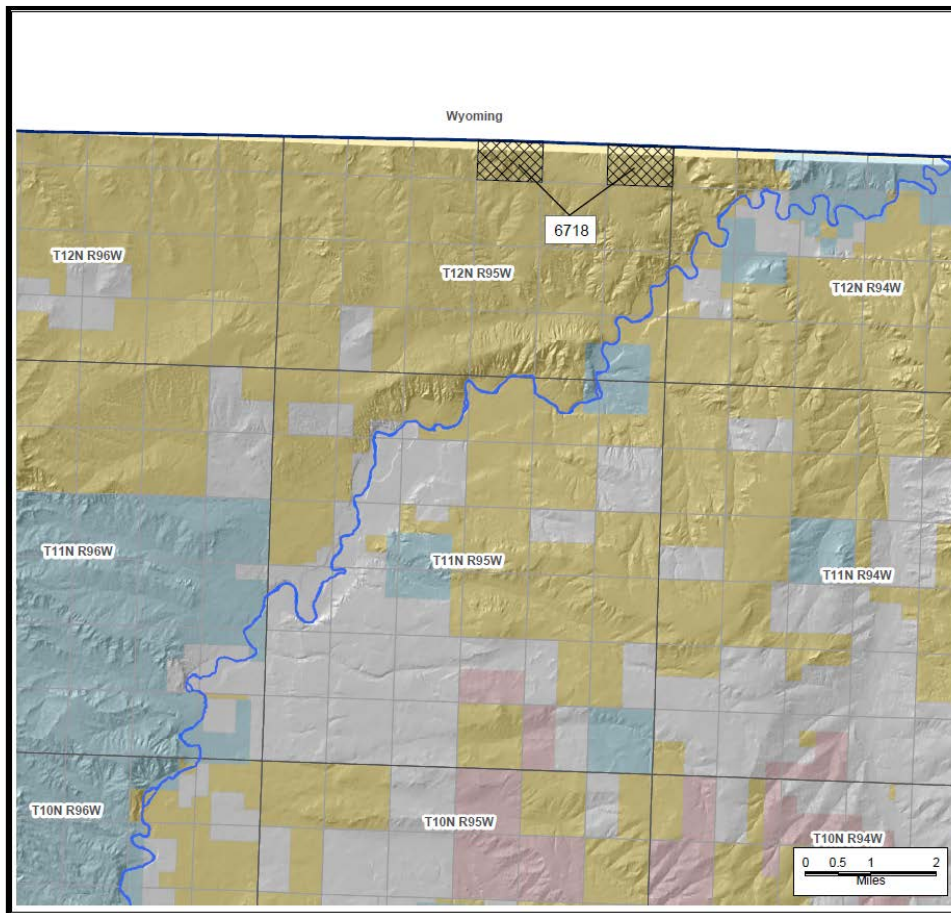 Wyoming
6718
T12N R96W
T12N R95W
T12N R94W
T11N R96W
T11N R95W
T11N R94W
T10N R96W
T10N R95W
T10N R94W
0 0.5 1 2
Miles